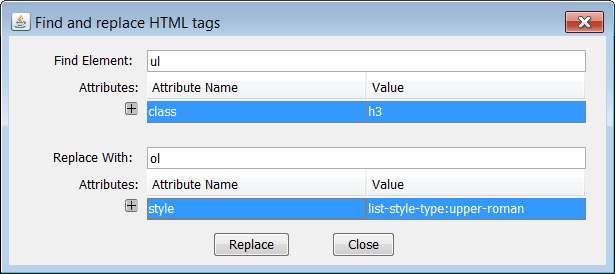 Find and replace HTML tags
Find Element: ul
Attributes: Attribute Name Value
class h3
Replace With: ol
Attributes: Attribute Name Value
style list-style-type:upper-roman
Replace Close